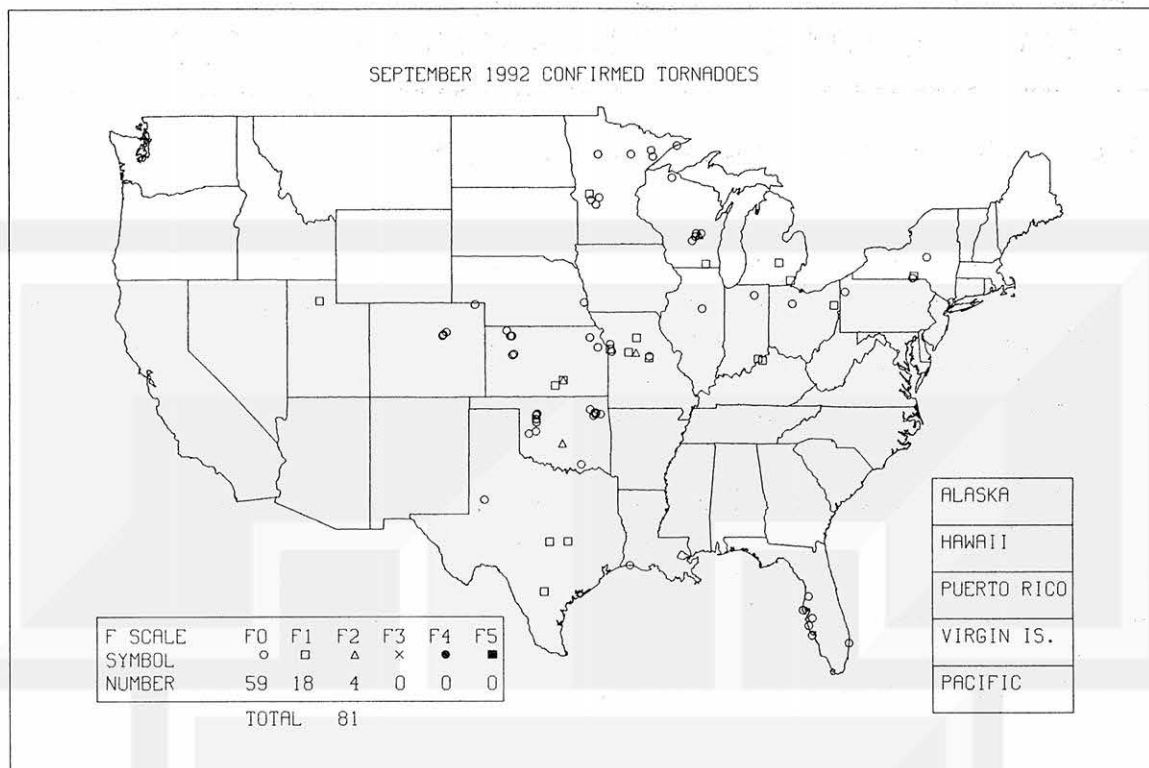 SEPTEMBER 1992 CONFIRMED TORNADOES
ALASKA
HAWAII
PUERTO RICO
VIRGIN IS.
PACIFIC
F SCALE F0 F1 F2 F3 F4 F5
SYMBOL ○ □ △ × ● ■
NUMBER 59 18 4 0 0 0
TOTAL 81